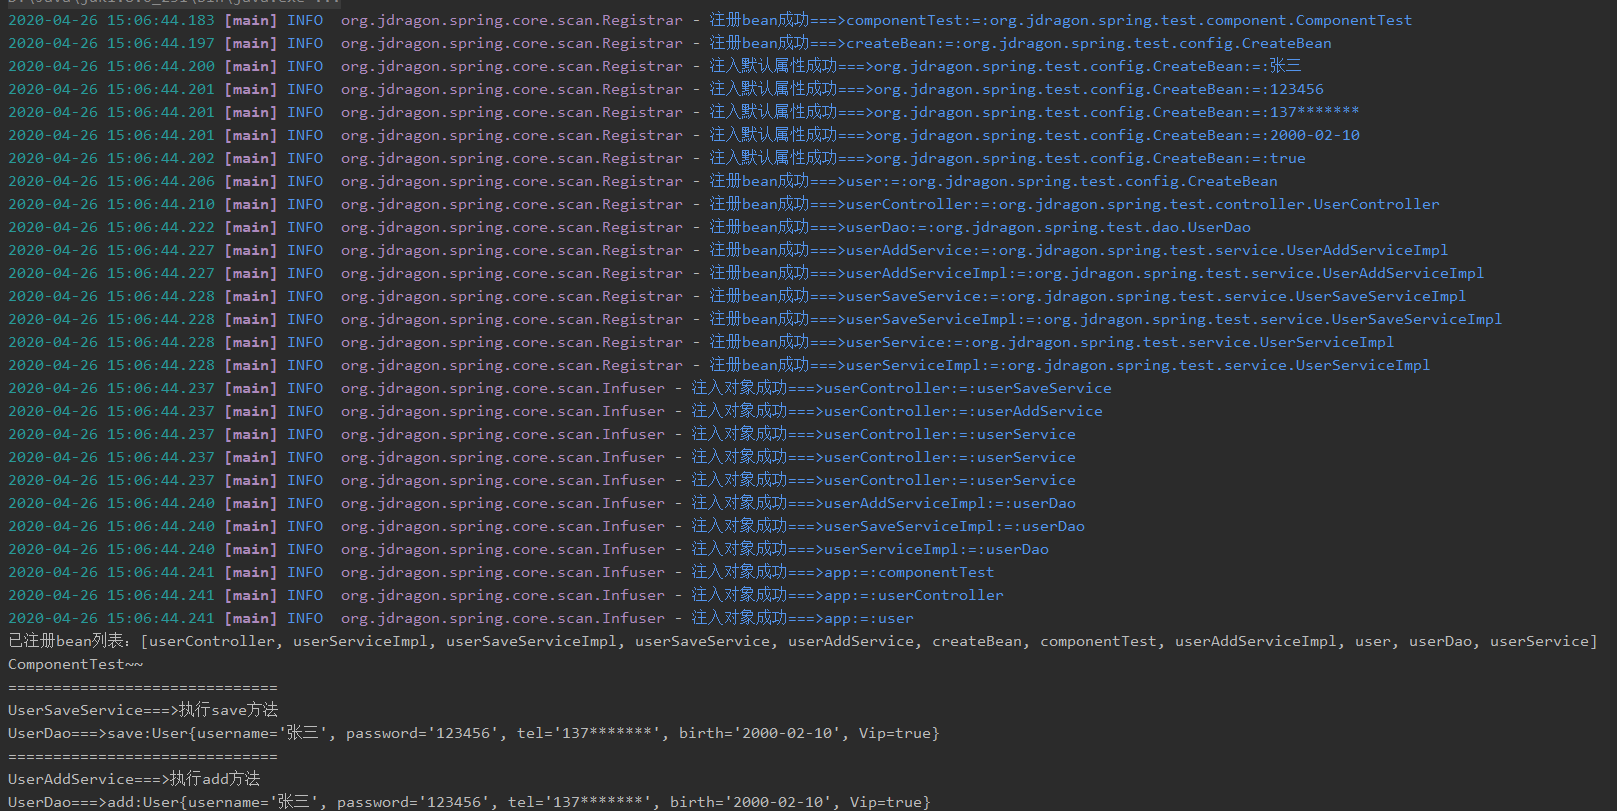 2020-04-26 15:06:44.183 [main] INFO  org.jdragon.spring.core.scan.Registrar - 注册bean成功===>componentTest:=:org.jdragon.spring.test.component.ComponentTest
2020-04-26 15:06:44.197 [main] INFO  org.jdragon.spring.core.scan.Registrar - 注册bean成功===>createBean:=:org.jdragon.spring.test.config.CreateBean
2020-04-26 15:06:44.200 [main] INFO  org.jdragon.spring.core.scan.Registrar - 注入默认属性成功===>org.jdragon.spring.test.config.CreateBean:=:张三
2020-04-26 15:06:44.201 [main] INFO  org.jdragon.spring.core.scan.Registrar - 注入默认属性成功===>org.jdragon.spring.test.config.CreateBean:=:123456
2020-04-26 15:06:44.201 [main] INFO  org.jdragon.spring.core.scan.Registrar - 注入默认属性成功===>org.jdragon.spring.test.config.CreateBean:=:137*******
2020-04-26 15:06:44.201 [main] INFO  org.jdragon.spring.core.scan.Registrar - 注入默认属性成功===>org.jdragon.spring.test.config.CreateBean:=:2000-02-10
2020-04-26 15:06:44.202 [main] INFO  org.jdragon.spring.core.scan.Registrar - 注入默认属性成功===>org.jdragon.spring.test.config.CreateBean:=:true
2020-04-26 15:06:44.206 [main] INFO  org.jdragon.spring.core.scan.Registrar - 注册bean成功===>user:=:org.jdragon.spring.test.config.CreateBean
2020-04-26 15:06:44.210 [main] INFO  org.jdragon.spring.core.scan.Registrar - 注册bean成功===>userController:=:org.jdragon.spring.test.controller.UserController
2020-04-26 15:06:44.222 [main] INFO  org.jdragon.spring.core.scan.Registrar - 注册bean成功===>userDao:=:org.jdragon.spring.test.dao.UserDao
2020-04-26 15:06:44.227 [main] INFO  org.jdragon.spring.core.scan.Registrar - 注册bean成功===>userAddService:=:org.jdragon.spring.test.service.UserAddServiceImpl
2020-04-26 15:06:44.227 [main] INFO  org.jdragon.spring.core.scan.Registrar - 注册bean成功===>userAddServiceImpl:=:org.jdragon.spring.test.service.UserAddServiceImpl
2020-04-26 15:06:44.228 [main] INFO  org.jdragon.spring.core.scan.Registrar - 注册bean成功===>userSaveService:=:org.jdragon.spring.test.service.UserSaveServiceImpl
2020-04-26 15:06:44.228 [main] INFO  org.jdragon.spring.core.scan.Registrar - 注册bean成功===>userSaveServiceImpl:=:org.jdragon.spring.test.service.UserSaveServiceImpl
2020-04-26 15:06:44.228 [main] INFO  org.jdragon.spring.core.scan.Registrar - 注册bean成功===>userService:=:org.jdragon.spring.test.service.UserServiceImpl
2020-04-26 15:06:44.228 [main] INFO  org.jdragon.spring.core.scan.Registrar - 注册bean成功===>userServiceImpl:=:org.jdragon.spring.test.service.UserServiceImpl
2020-04-26 15:06:44.237 [main] INFO  org.jdragon.spring.core.scan.Infuser - 注入对象成功===>userController:=:userSaveService
2020-04-26 15:06:44.237 [main] INFO  org.jdragon.spring.core.scan.Infuser - 注入对象成功===>userController:=:userAddService
2020-04-26 15:06:44.237 [main] INFO  org.jdragon.spring.core.scan.Infuser - 注入对象成功===>userController:=:userService
2020-04-26 15:06:44.237 [main] INFO  org.jdragon.spring.core.scan.Infuser - 注入对象成功===>userController:=:userService
2020-04-26 15:06:44.237 [main] INFO  org.jdragon.spring.core.scan.Infuser - 注入对象成功===>userController:=:userService
2020-04-26 15:06:44.240 [main] INFO  org.jdragon.spring.core.scan.Infuser - 注入对象成功===>userAddServiceImpl:=:userDao
2020-04-26 15:06:44.240 [main] INFO  org.jdragon.spring.core.scan.Infuser - 注入对象成功===>userSaveServiceImpl:=:userDao
2020-04-26 15:06:44.240 [main] INFO  org.jdragon.spring.core.scan.Infuser - 注入对象成功===>userServiceImpl:=:userDao
2020-04-26 15:06:44.241 [main] INFO  org.jdragon.spring.core.scan.Infuser - 注入对象成功===>app:=:componentTest
2020-04-26 15:06:44.241 [main] INFO  org.jdragon.spring.core.scan.Infuser - 注入对象成功===>app:=:userController
2020-04-26 15:06:44.241 [main] INFO  org.jdragon.spring.core.scan.Infuser - 注入对象成功===>app:=:user
已注册bean列表：[userController, userServiceImpl, userSaveServiceImpl, userSaveService, userAddService, createBean, componentTest, userAddServiceImpl, user, userDao, userService]
ComponentTest~~
==============================
UserSaveService===>执行save方法
UserDao===>save:User{username='张三', password='123456', tel='137*******', birth='2000-02-10', Vip=true}
==============================
UserAddService===>执行add方法
UserDao===>add:User{username='张三', password='123456', tel='137*******', birth='2000-02-10', Vip=true}